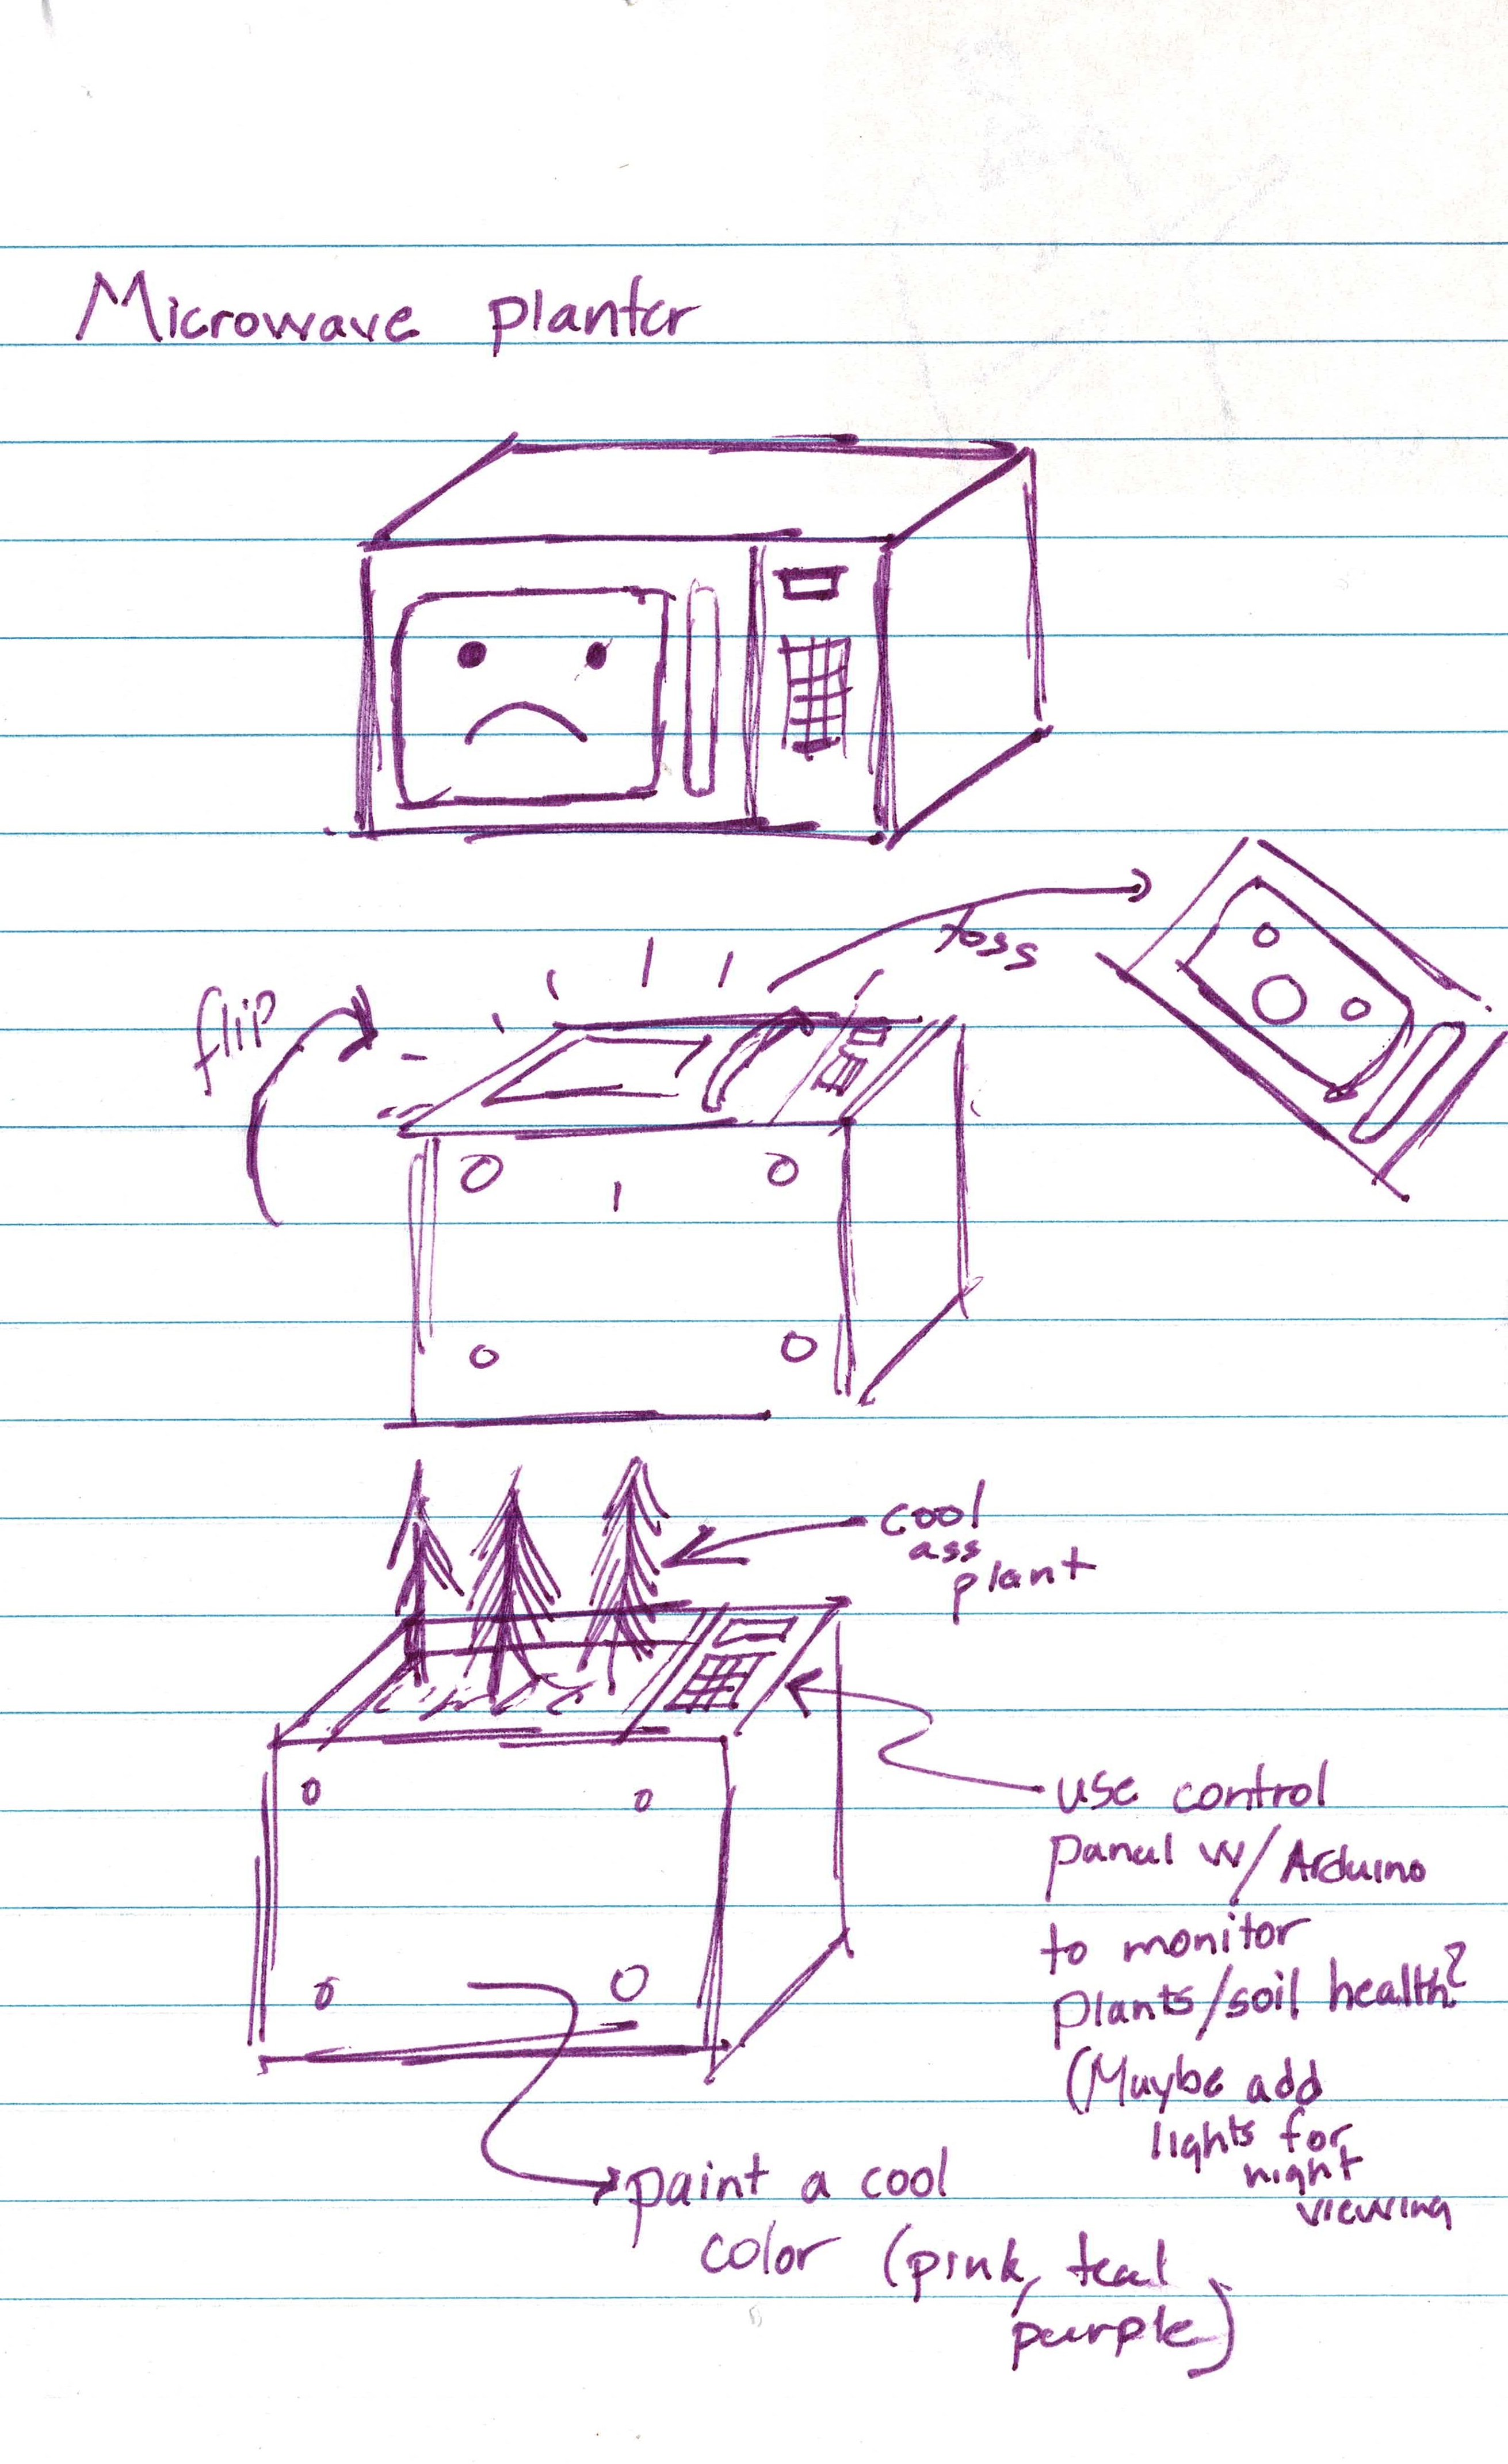 Microwave planter
toss
flip
cool
ass
plant
use control
panal w/ Arduino
to monitor
plants/soil health?
(Maybe add
lights for
night
viewing
paint a cool
color (pink, teal,
purple)